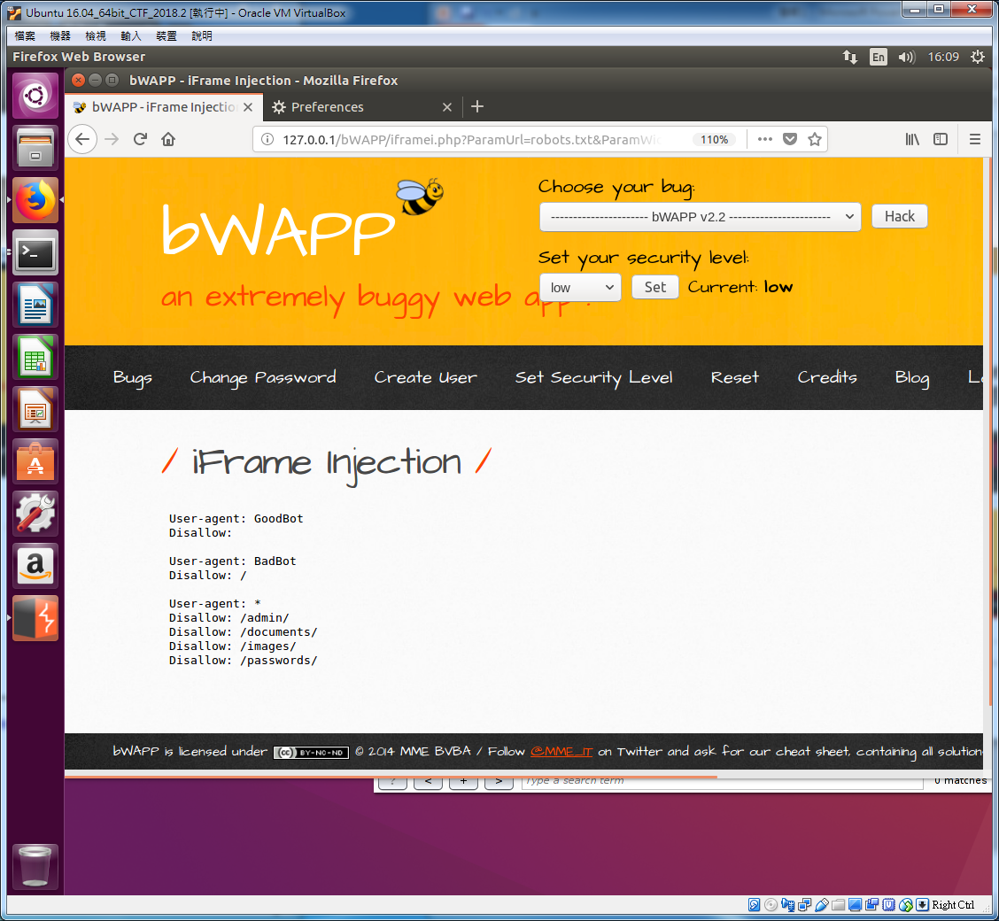 Ubuntu 16.04_64bit_CTF_2018.2 [執行中] - Oracle VM VirtualBox
檔案 機器 檢視 輸入 裝置 說明
Firefox Web Browser En 16:09
bWAPP - iFrame Injection - Mozilla Firefox
bWAPP - iFrame Injectio Preferences
127.0.0.1/bWAPP/iframei.php?ParamUrl=robots.txt&ParamWi 110%
Choose your bug:
---------------------- bWAPP v2.2 ----------------------- Hack
bWAPP
Set your security level:
low Set Current: low
an extremely buggy web app !
Bugs Change Password Create User Set Security Level Reset Credits Blog L
/ iFrame Injection /
User-agent: GoodBot
Disallow:
User-agent: BadBot
Disallow: /
User-agent: *
Disallow: /admin/
Disallow: /documents/
Disallow: /images/
Disallow: /passwords/
bWAPP is licensed under (cc) BY-NC-ND © 2014 MME BVBA / Follow @MME_IT on Twitter and ask for our cheat sheet, containing all solution
? < + > Type a search term 0 matches
Right Ctrl